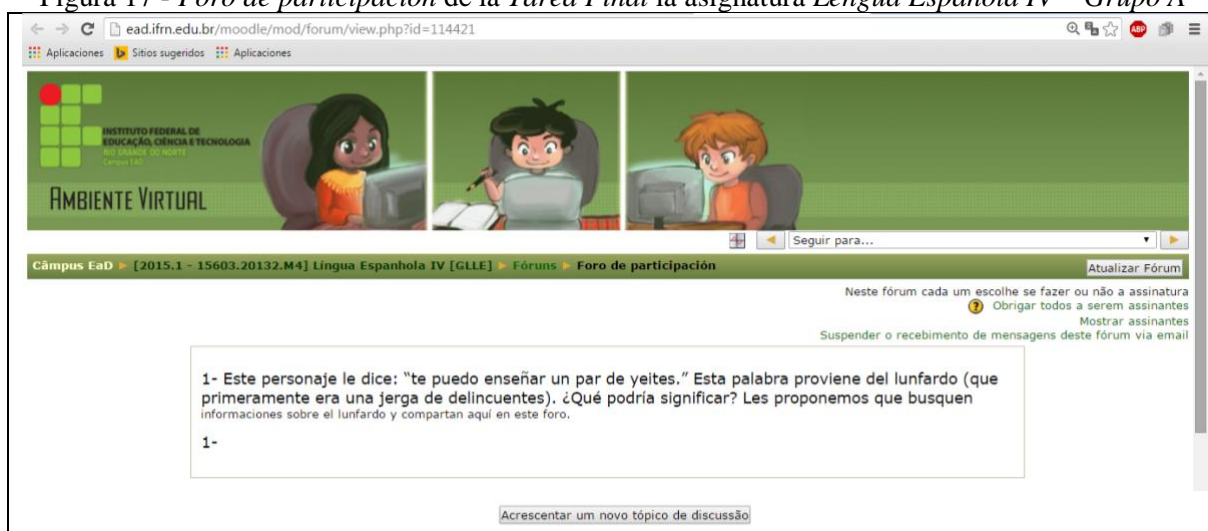 Figura 17 - Foro de participación de la Tarea Final la asignatura Lengua Española IV – Grupo A
ead.ifrn.edu.br/moodle/mod/forum/view.php?id=114421
ABP
Aplicaciones Sitios sugeridos Aplicaciones
INSTITUTO FEDERAL DE
EDUCAÇÃO, CIÊNCIA E TECNOLOGIA
RIO GRANDE DO NORTE
Campus EAD
AMBIENTE VIRTUAL
Seguir para...
Câmpus EaD ► [2015.1 - 15603.20132.M4] Língua Espanhola IV [GLLE] ► Fóruns ► Foro de participación
Atualizar Fórum
Neste fórum cada um escolhe se fazer ou não a assinatura
Obrigar todos a serem assinantes
Mostrar assinantes
Suspender o recebimento de mensagens deste fórum via email
1- Este personaje le dice: "te puedo enseñar un par de yeites." Esta palabra proviene del lunfardo (que
primeramente era una jerga de delincuentes). ¿Qué podría significar? Les proponemos que busquen
informaciones sobre el lunfardo y compartan aquí en este foro.
1-
Acrescentar um novo tópico de discussão